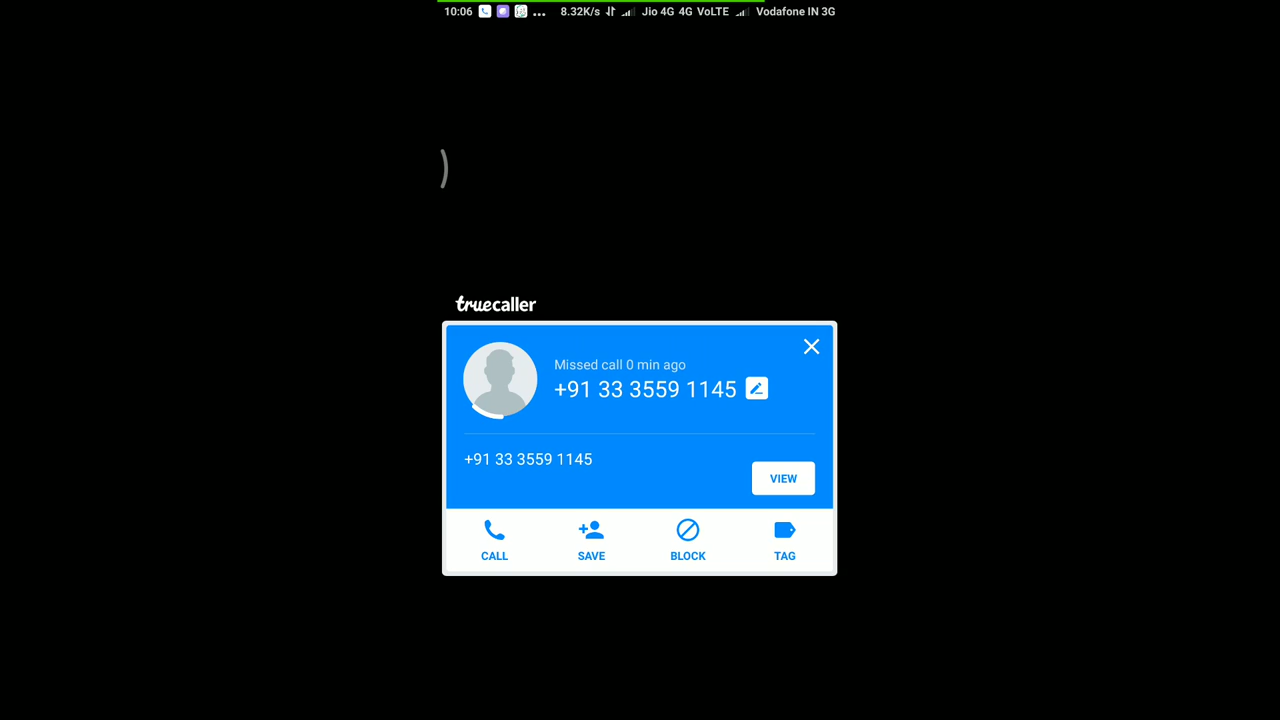 10:06 ... 8.32K/s Jio 4G 4G VoLTE Vodafone IN 3G
truecaller
Missed call 0 min ago
+91 33 3559 1145
+91 33 3559 1145
VIEW
CALL SAVE BLOCK TAG